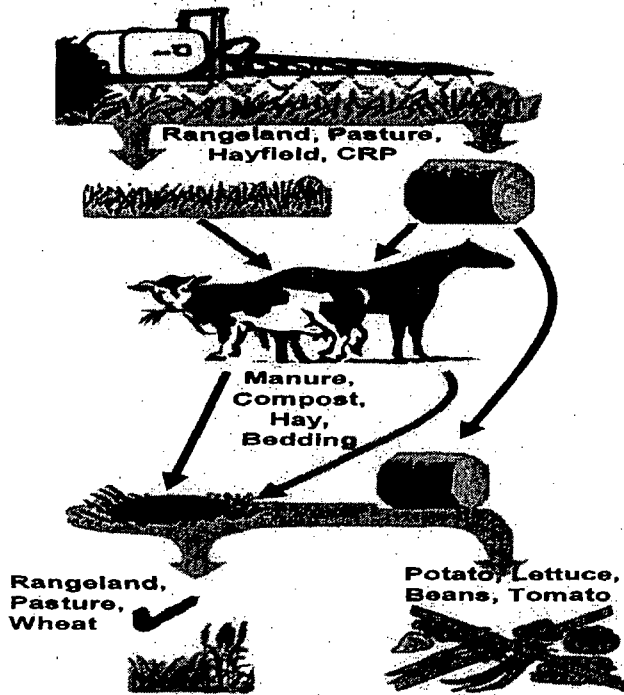 Rangeland, Pasture,
Hayfield, CRP
Manure,
Compost,
Hay,
Bedding
Rangeland,
Pasture,
Wheat
Potato, Lettuce,
Beans, Tomato